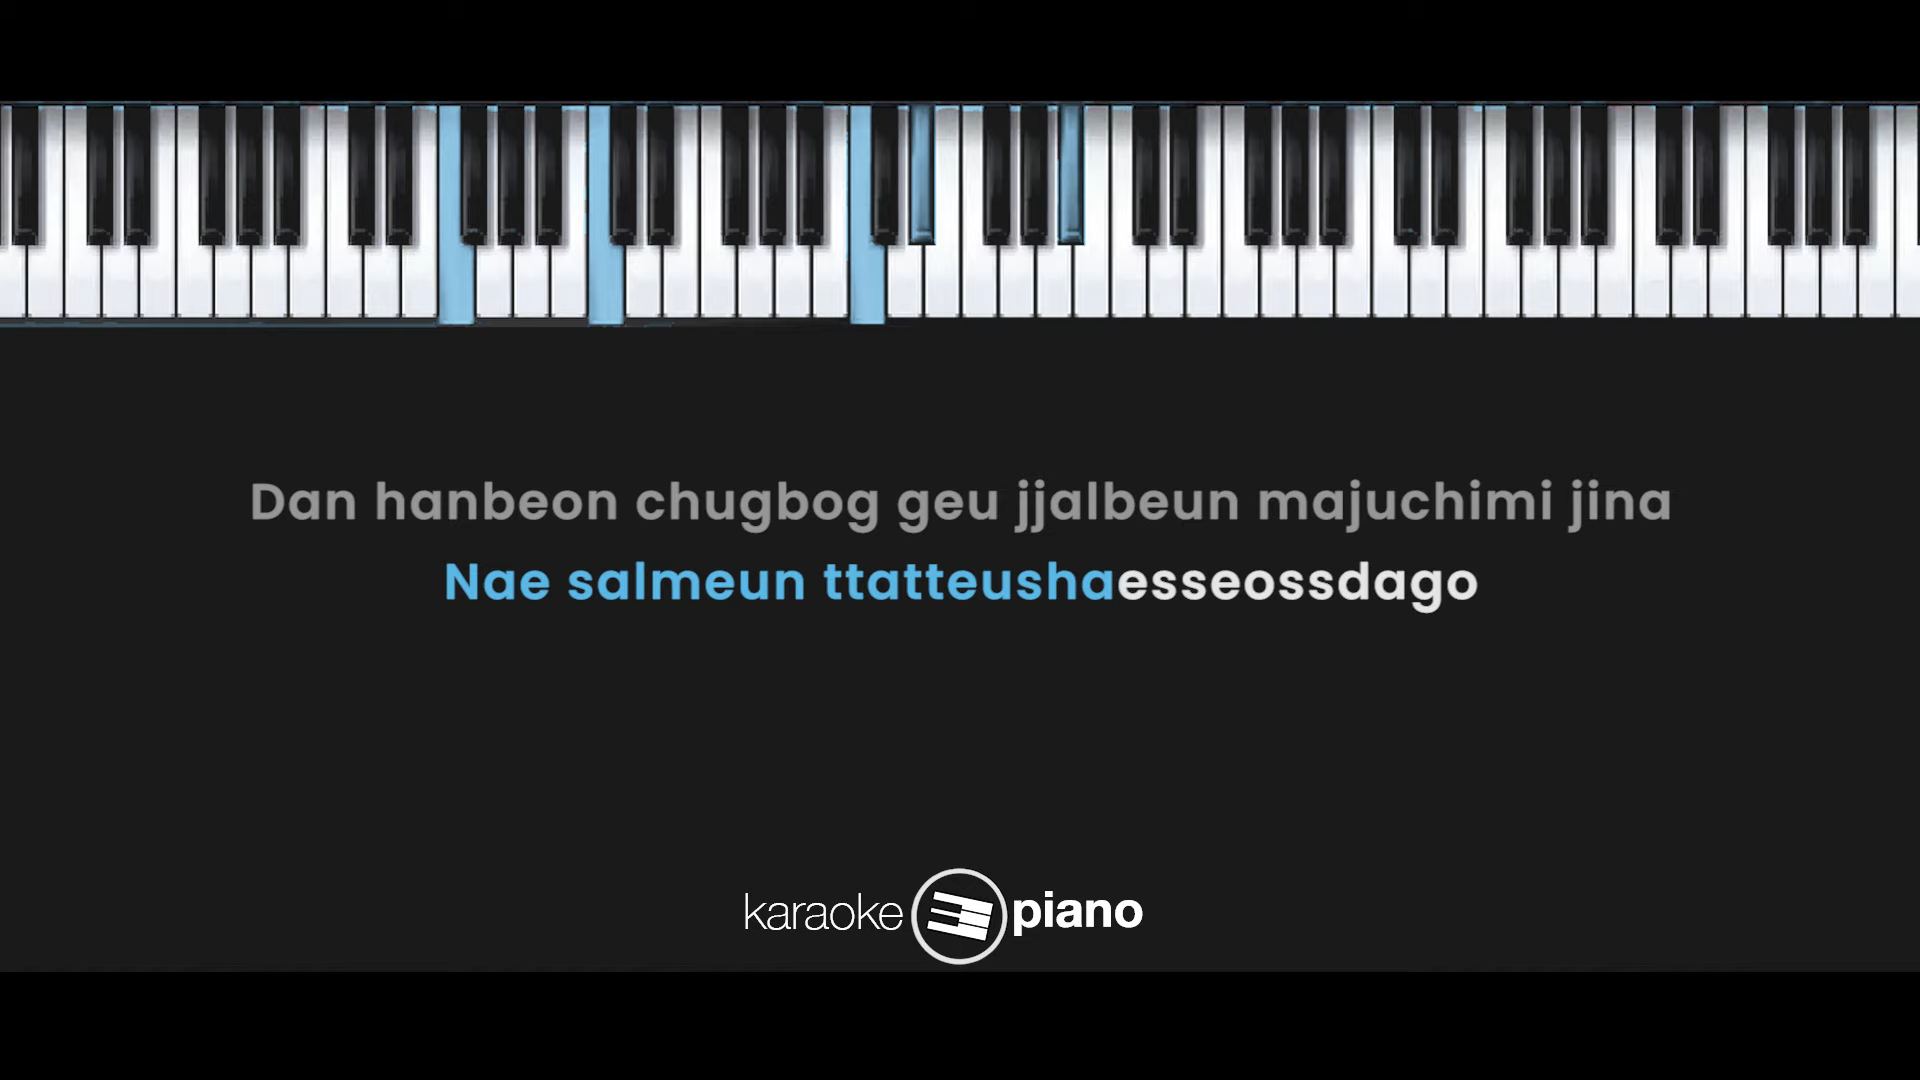 Dan hanbeon chugbog geu jjalbeun majuchimi jina
Nae salmeun ttatteushaesseossdago
karaoke piano